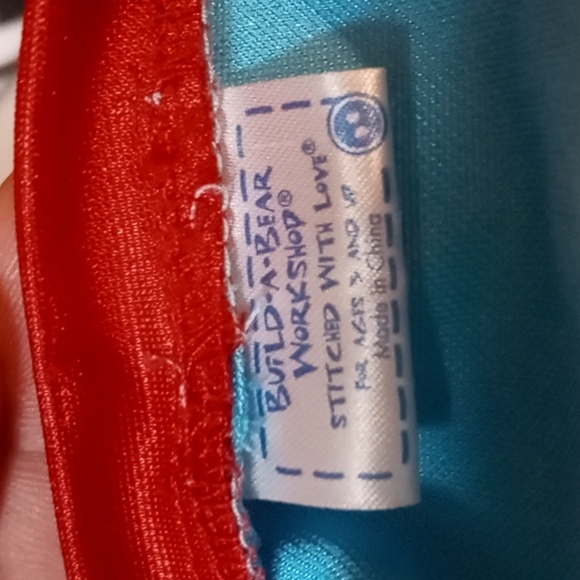 BUILD-A-BEAR
WORKSHOP®
STITCHED WITH LOVE®
FOR AGES 3 AND UP
Made in China